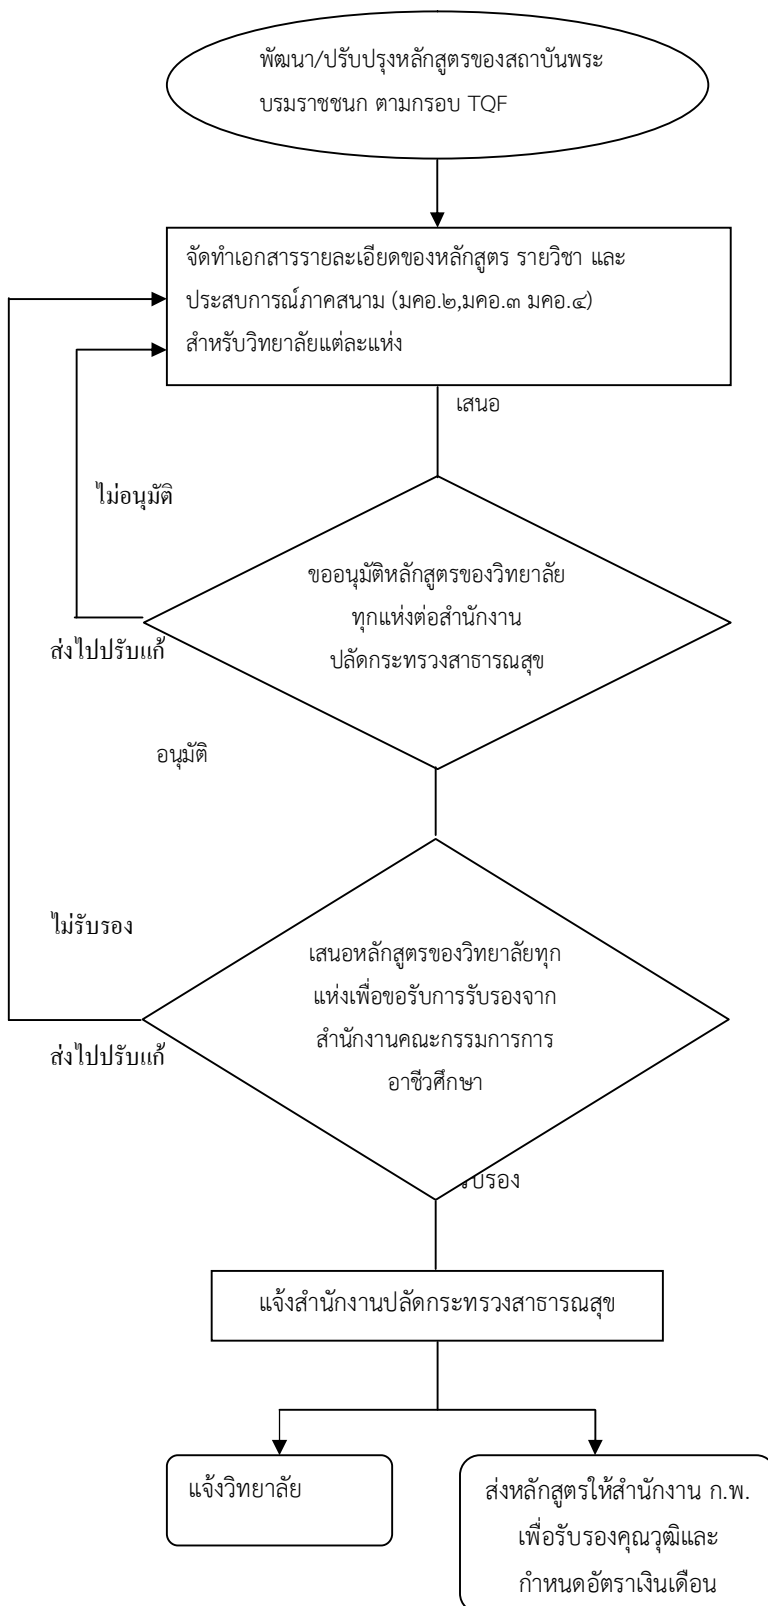 พัฒนา/ปรับปรุงหลักสูตรของสถาบันพระ
บรมราชชนก ตามกรอบ TQF
จัดทำเอกสารรายละเอียดของหลักสูตร รายวิชา และ
ประสบการณ์ภาคสนาม (มคอ.๒,มคอ.๓ มคอ.๔)
สำหรับวิทยาลัยแต่ละแห่ง
เสนอ
ไม่อนุมัติ
ขออนุมัติหลักสูตรของวิทยาลัย
ทุกแห่งต่อสำนักงาน
ปลัดกระทรวงสาธารณสุข
ส่งไปปรับแก้
อนุมัติ
ไม่รับรอง
เสนอหลักสูตรของวิทยาลัยทุก
แห่งเพื่อขอรับการรับรองจาก
สำนักงานคณะกรรมการการ
อาชีวศึกษา
ส่งไปปรับแก้
รับรอง
แจ้งสำนักงานปลัดกระทรวงสาธารณสุข
แจ้งวิทยาลัย
ส่งหลักสูตรให้สำนักงาน ก.พ.
เพื่อรับรองคุณวุฒิและ
กำหนดอัตราเงินเดือน